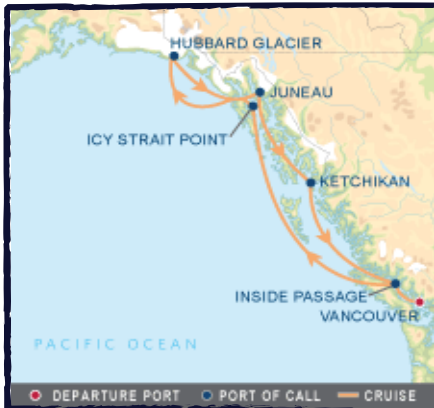 HUBBARD GLACIER
JUNEAU
ICY STRAIT POINT
KETCHIKAN
INSIDE PASSAGE
VANCOUVER
PACIFIC OCEAN
DEPARTURE PORT PORT OF CALL CRUISE